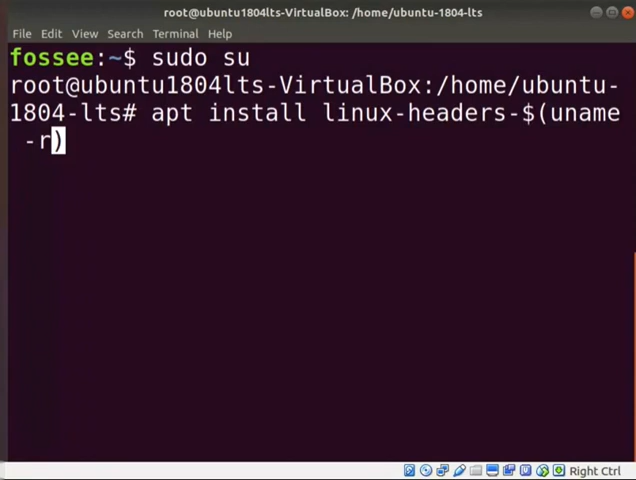 root@ubuntu1804lts-VirtualBox: /home/ubuntu-1804-lts
File Edit View Search Terminal Help
fossee:~$ sudo su
root@ubuntu1804lts-VirtualBox:/home/ubuntu-
1804-lts# apt install linux-headers-$(uname
-r)
Right Ctrl